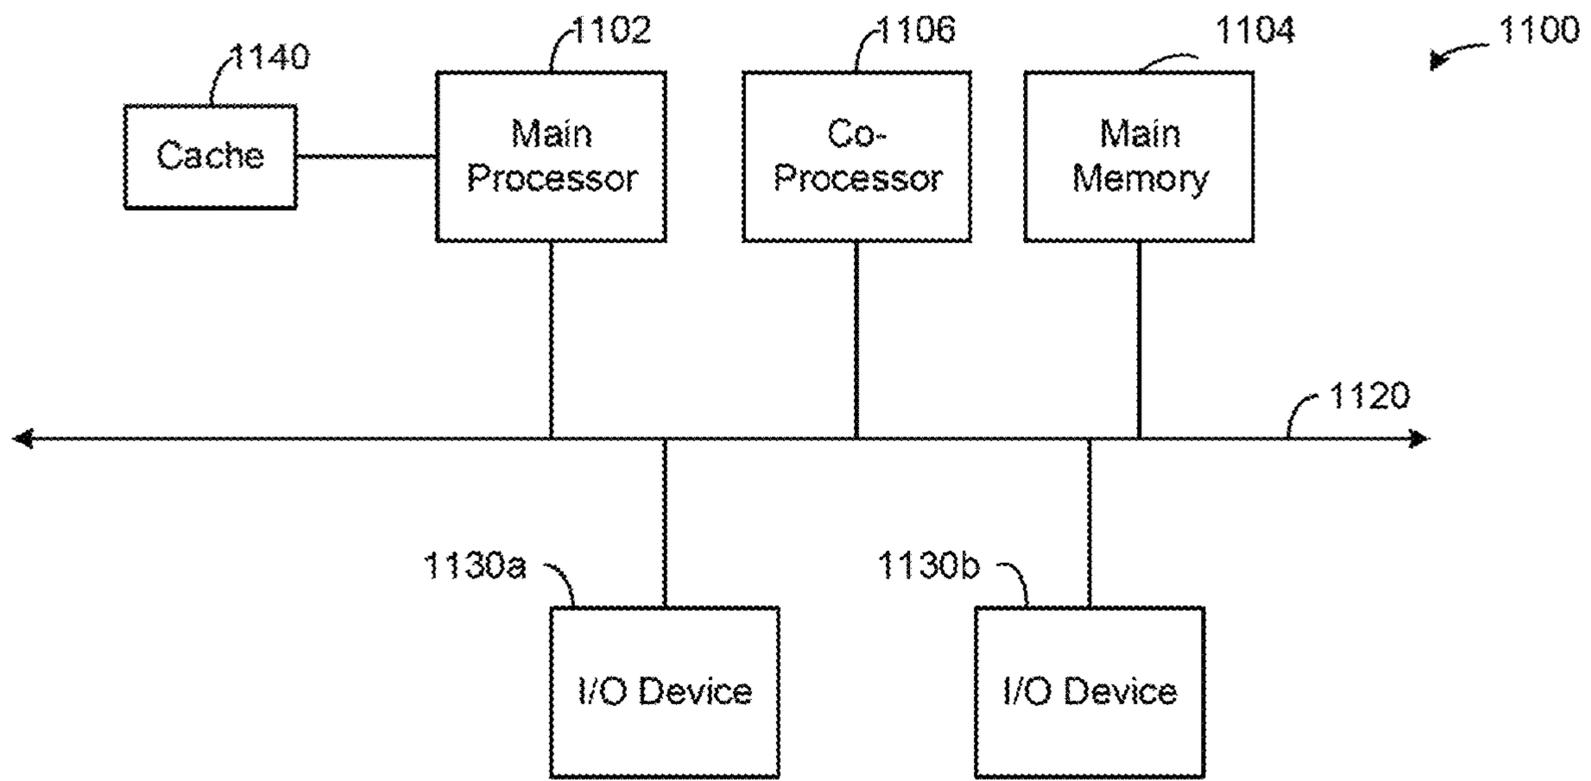 1102
1106
1104
1100
1140
Cache
Main
Processor
Co-
Processor
Main
Memory
1120
1130a
1130b
I/O Device
I/O Device